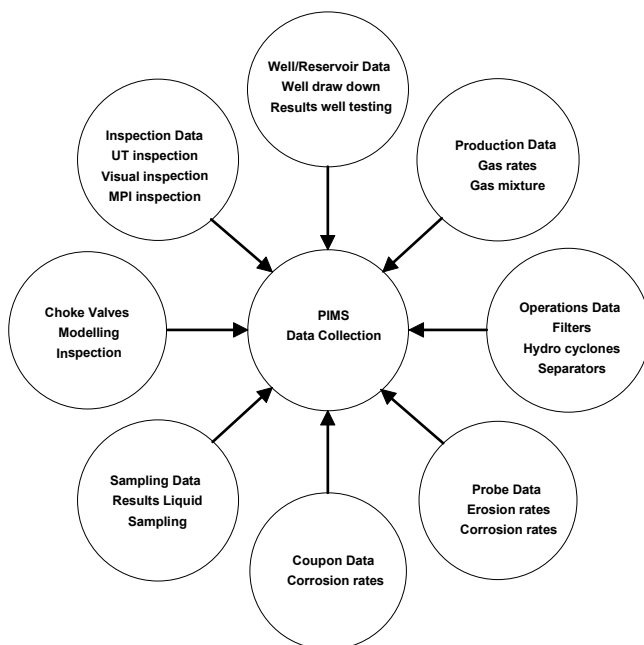 Well/Reservoir Data
Well draw down
Results well testing
Inspection Data
UT inspection
Visual inspection
MPI inspection
Production Data
Gas rates
Gas mixture
Choke Valves
Modelling
Inspection
PIMS
Data Collection
Operations Data
Filters
Hydro cyclones
Separators
Sampling Data
Results Liquid
Sampling
Coupon Data
Corrosion rates
Probe Data
Erosion rates
Corrosion rates